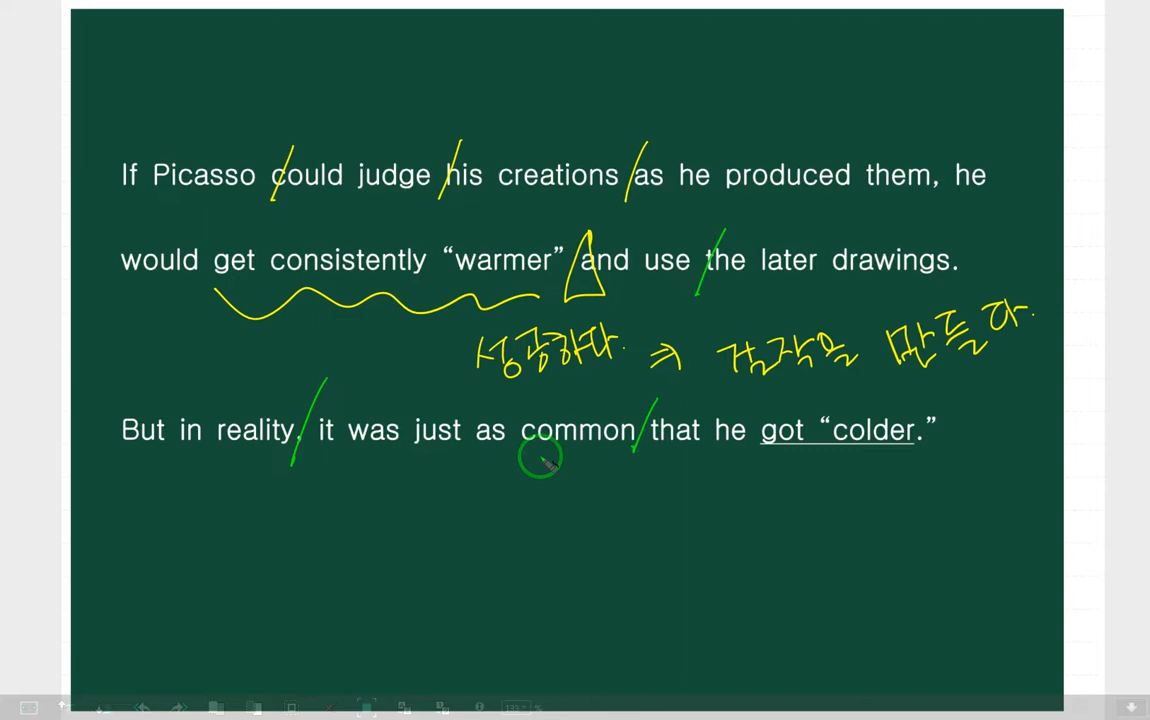 If Picasso could judge his creations as he produced them, he
would get consistently “warmer” and use the later drawings.
성공하다. ⇒ 걸작을 만들다.
But in reality, it was just as common that he got “colder.”
133 %